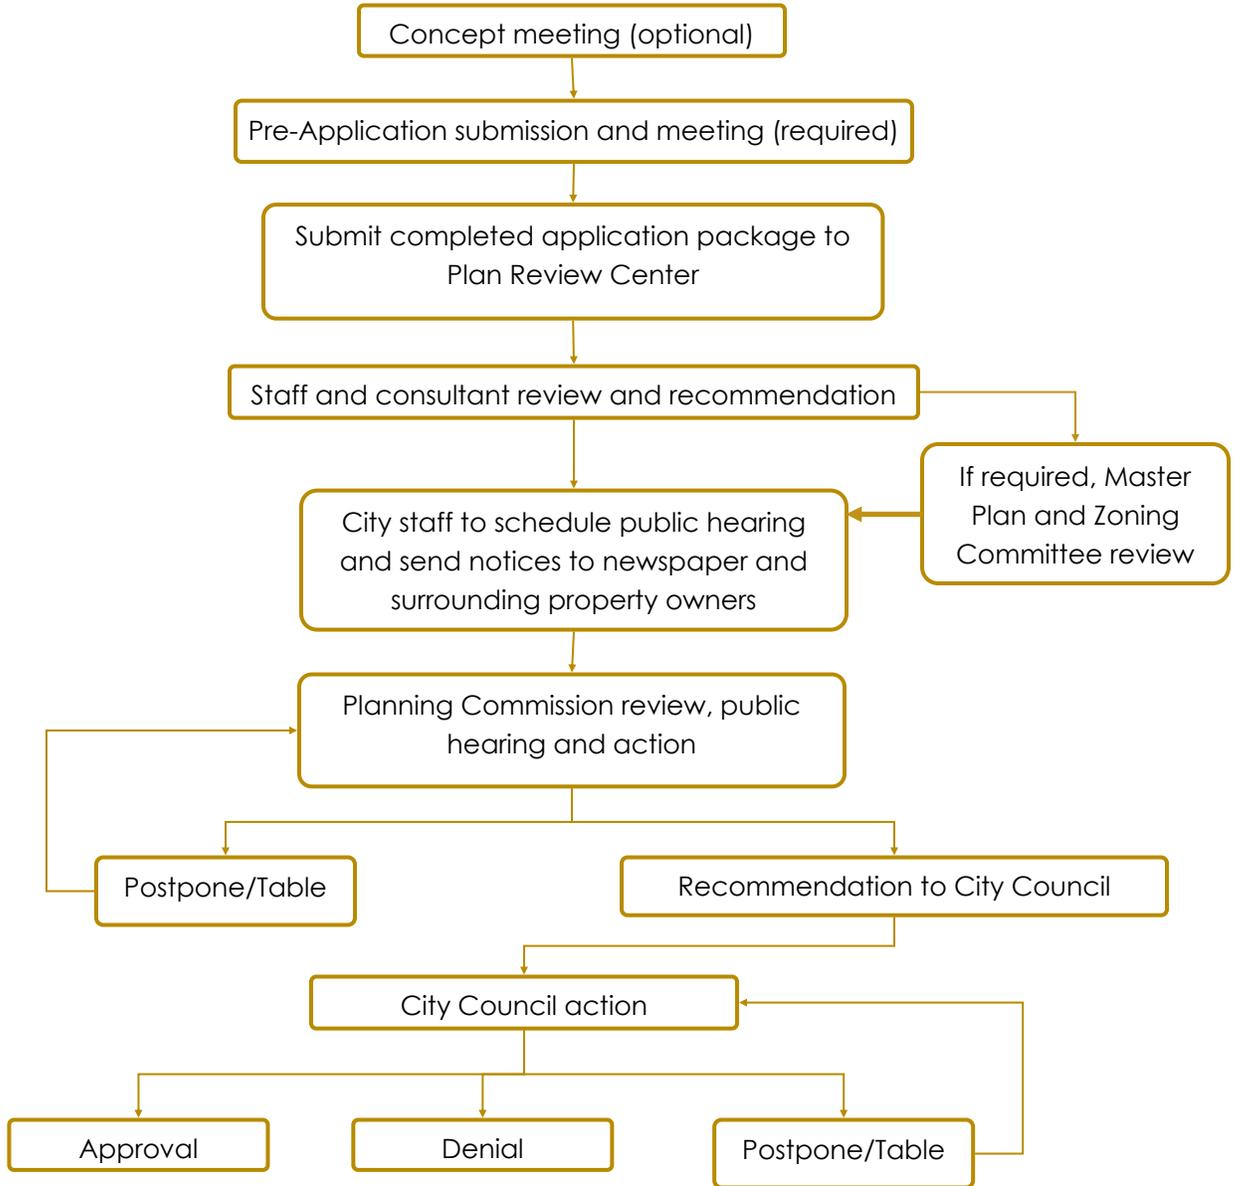 Concept meeting (optional)
Pre-Application submission and meeting (required)
Submit completed application package to
Plan Review Center
Staff and consultant review and recommendation
If required, Master
Plan and Zoning
Committee review
City staff to schedule public hearing
and send notices to newspaper and
surrounding property owners
Planning Commission review, public
hearing and action
Postpone/Table
Recommendation to City Council
City Council action
Approval
Denial
Postpone/Table